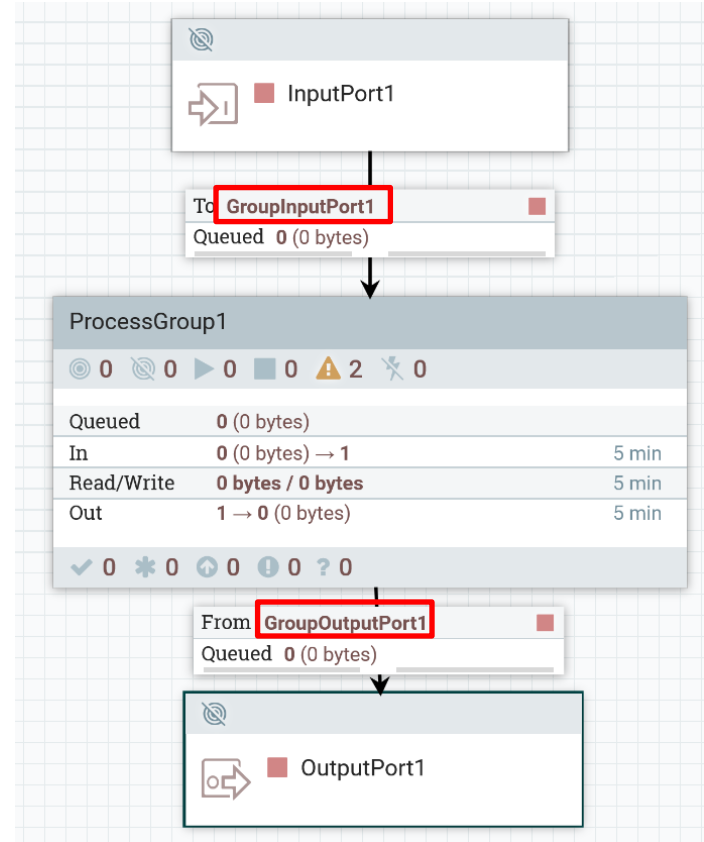 InputPort1
To GroupInputPort1
Queued 0 (0 bytes)
ProcessGroup1
0 0 0 0 2 0
Queued 0 (0 bytes)
In 0 (0 bytes) → 1 5 min
Read/Write 0 bytes / 0 bytes 5 min
Out 1 → 0 (0 bytes) 5 min
0 0 0 0 ? 0
From GroupOutputPort1
Queued 0 (0 bytes)
OutputPort1